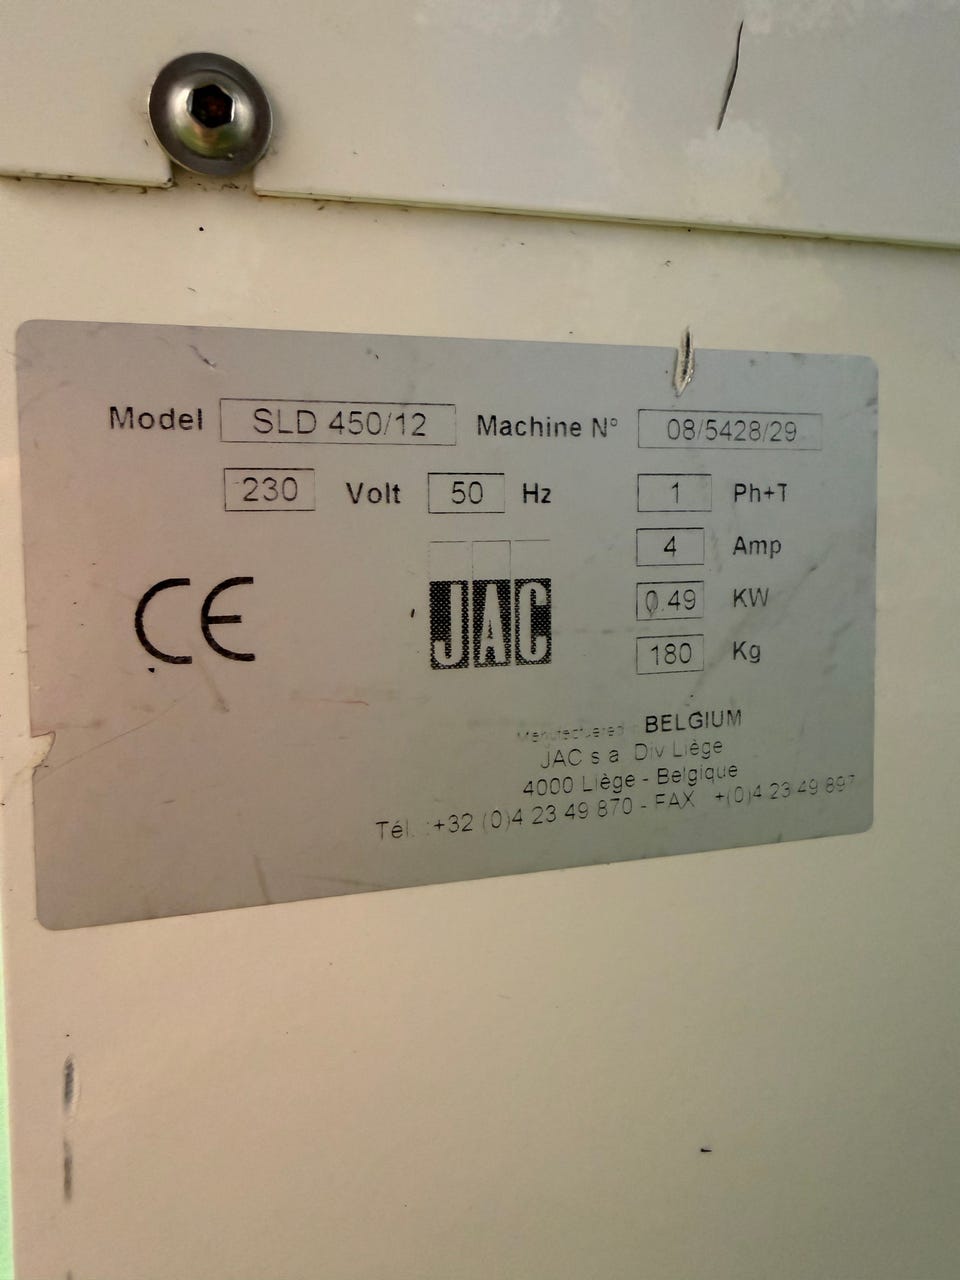 Model SLD 450/12 Machine N° 08/5428/29
230 Volt 50 Hz 1 Ph+T
4 Amp
CE JAC 0.49 KW
180 Kg
Manufactured BELGIUM
JAC s a Div Liège
4000 Liège - Belgique
Tél. : +32 (0)4 23 49 870 - FAX +(0)4 23 49 897